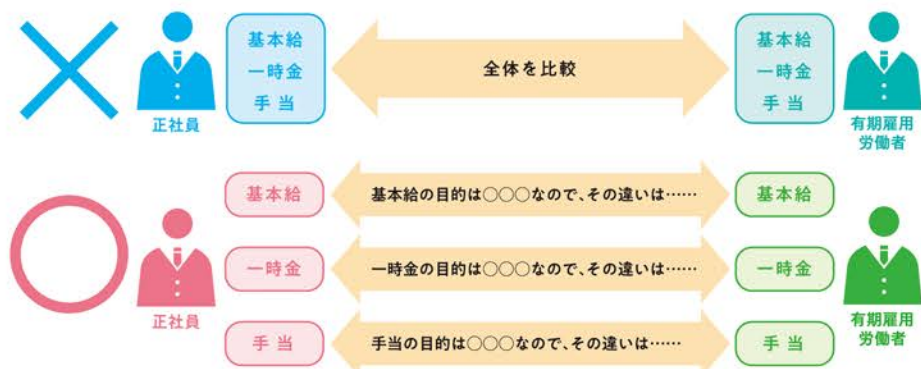 基本給
一時金
手当
正社員
全体を比較
基本給
一時金
手当
有期雇用
労働者
基本給
基本給の目的は○○○なので、その違いは……
基本給
一時金
一時金の目的は○○○なので、その違いは……
一時金
正社員
有期雇用
労働者
手当
手当の目的は○○○なので、その違いは……
手当